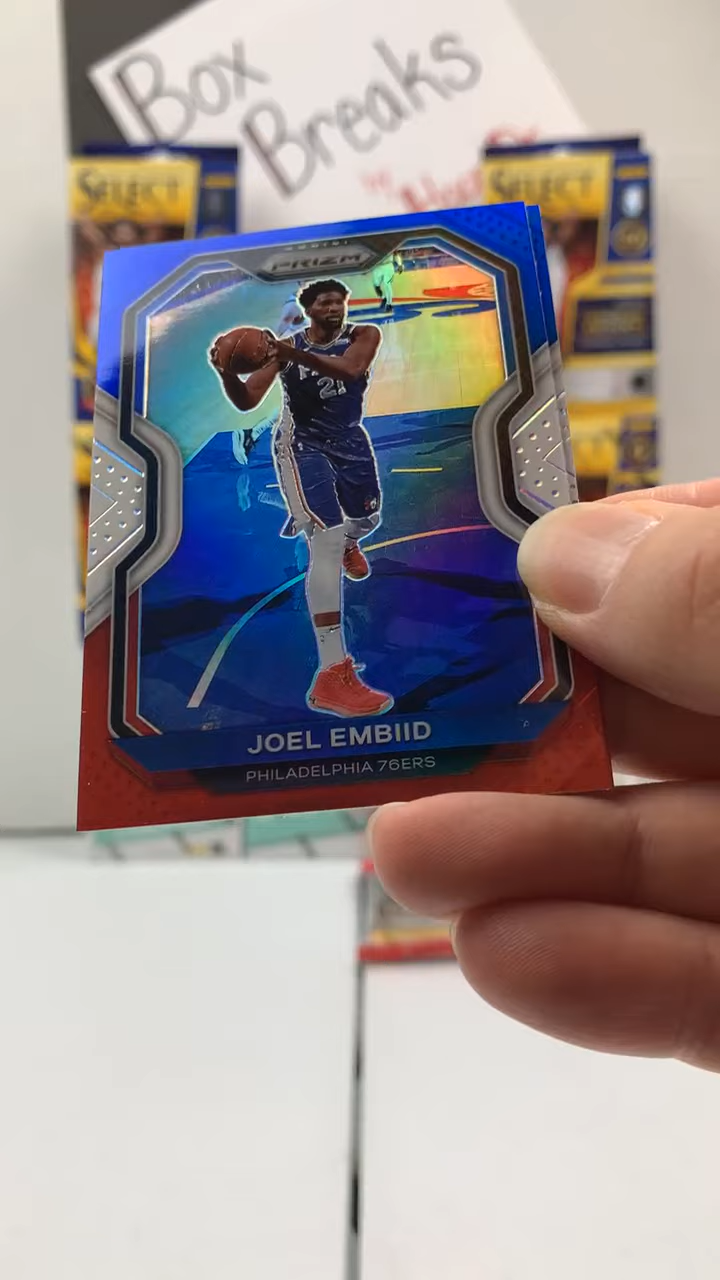 Box
Breaks
SELECT
SELECT
PRIZM
21
JOEL EMBIID
PHILADELPHIA 76ERS